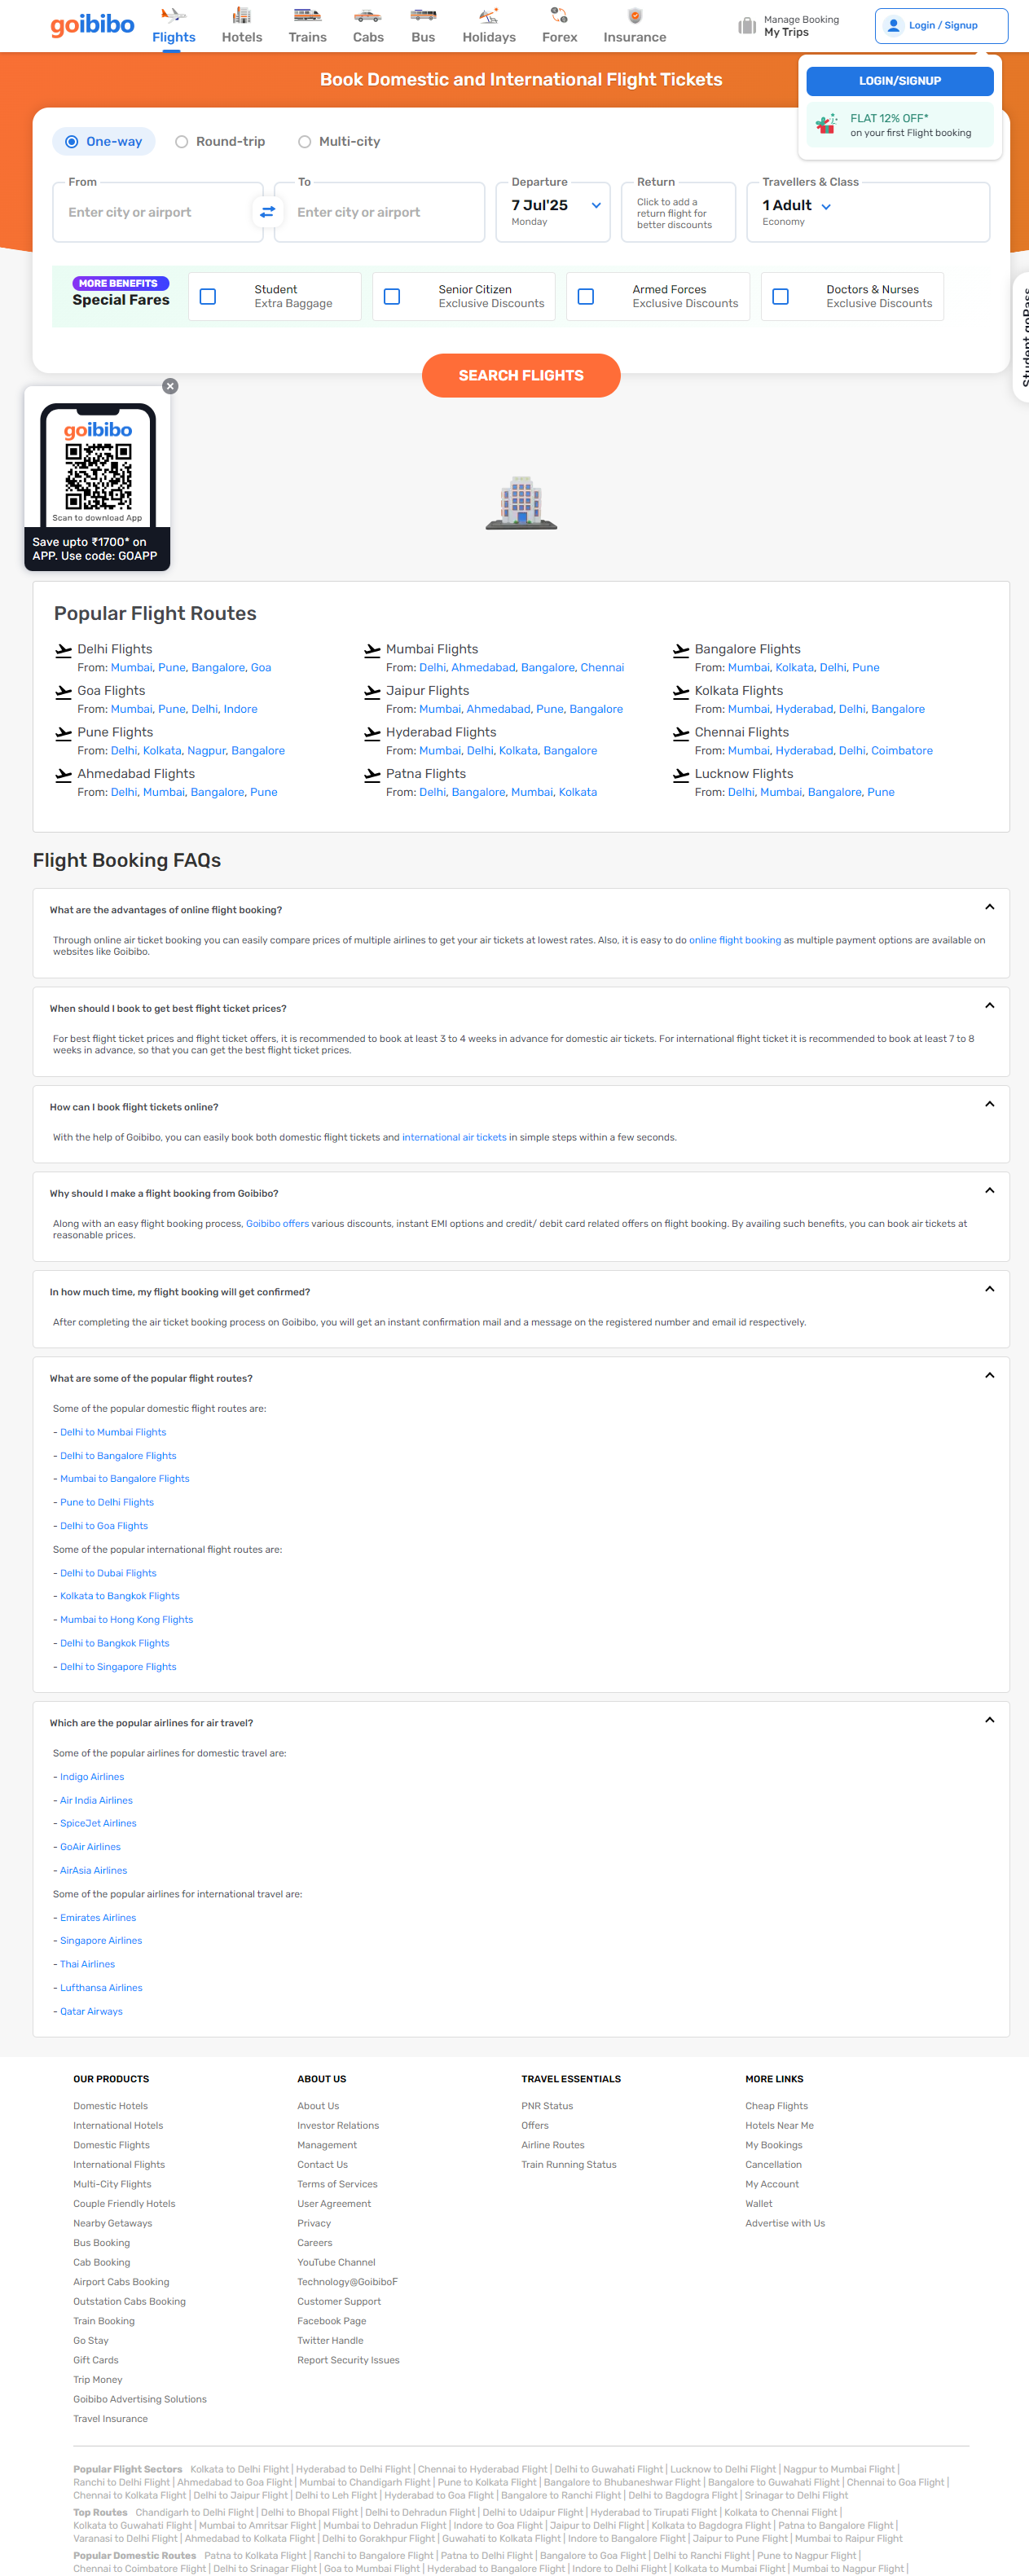 goibibo
Flights
Hotels
Trains
Cabs
Bus
Holidays
Forex
Insurance
Manage Booking
My Trips
Login / Signup
LOGIN/SIGNUP
FLAT 12% OFF*
on your first Flight booking
Book Domestic and International Flight Tickets
One-way
Round-trip
Multi-city
From
Enter city or airport
To
Enter city or airport
Departure
7 Jul'25
Monday
Return
Click to add a
return flight for
better discounts
Travellers & Class
1 Adult
Economy
MORE BENEFITS
Special Fares
Student
Extra Baggage
Senior Citizen
Exclusive Discounts
Armed Forces
Exclusive Discounts
Doctors & Nurses
Exclusive Discounts
Student goPass
SEARCH FLIGHTS
goibibo
Scan to download App
Save upto ₹1700* on
APP. Use code: GOAPP
Popular Flight Routes
Delhi Flights
From: Mumbai, Pune, Bangalore, Goa
Mumbai Flights
From: Delhi, Ahmedabad, Bangalore, Chennai
Bangalore Flights
From: Mumbai, Kolkata, Delhi, Pune
Goa Flights
From: Mumbai, Pune, Delhi, Indore
Jaipur Flights
From: Mumbai, Ahmedabad, Pune, Bangalore
Kolkata Flights
From: Mumbai, Hyderabad, Delhi, Bangalore
Pune Flights
From: Delhi, Kolkata, Nagpur, Bangalore
Hyderabad Flights
From: Mumbai, Delhi, Kolkata, Bangalore
Chennai Flights
From: Mumbai, Hyderabad, Delhi, Coimbatore
Ahmedabad Flights
From: Delhi, Mumbai, Bangalore, Pune
Patna Flights
From: Delhi, Bangalore, Mumbai, Kolkata
Lucknow Flights
From: Delhi, Mumbai, Bangalore, Pune
Flight Booking FAQs
What are the advantages of online flight booking?
Through online air ticket booking you can easily compare prices of multiple airlines to get your air tickets at lowest rates. Also, it is easy to do online flight booking as multiple payment options are available on
websites like Goibibo.
When should I book to get best flight ticket prices?
For best flight ticket prices and flight ticket offers, it is recommended to book at least 3 to 4 weeks in advance for domestic air tickets. For international flight ticket it is recommended to book at least 7 to 8
weeks in advance, so that you can get the best flight ticket prices.
How can I book flight tickets online?
With the help of Goibibo, you can easily book both domestic flight tickets and international air tickets in simple steps within a few seconds.
Why should I make a flight booking from Goibibo?
Along with an easy flight booking process, Goibibo offers various discounts, instant EMI options and credit/ debit card related offers on flight booking. By availing such benefits, you can book air tickets at
reasonable prices.
In how much time, my flight booking will get confirmed?
After completing the air ticket booking process on Goibibo, you will get an instant confirmation mail and a message on the registered number and email id respectively.
What are some of the popular flight routes?
Some of the popular domestic flight routes are:
- Delhi to Mumbai Flights
- Delhi to Bangalore Flights
- Mumbai to Bangalore Flights
- Pune to Delhi Flights
- Delhi to Goa Flights
Some of the popular international flight routes are:
- Delhi to Dubai Flights
- Kolkata to Bangkok Flights
- Mumbai to Hong Kong Flights
- Delhi to Bangkok Flights
- Delhi to Singapore Flights
Which are the popular airlines for air travel?
Some of the popular airlines for domestic travel are:
- Indigo Airlines
- Air India Airlines
- SpiceJet Airlines
- GoAir Airlines
- AirAsia Airlines
Some of the popular airlines for international travel are:
- Emirates Airlines
- Singapore Airlines
- Thai Airlines
- Lufthansa Airlines
- Qatar Airways
OUR PRODUCTS
Domestic Hotels
International Hotels
Domestic Flights
International Flights
Multi-City Flights
Couple Friendly Hotels
Nearby Getaways
Bus Booking
Cab Booking
Airport Cabs Booking
Outstation Cabs Booking
Train Booking
Go Stay
Gift Cards
Trip Money
Goibibo Advertising Solutions
Travel Insurance
ABOUT US
About Us
Investor Relations
Management
Contact Us
Terms of Services
User Agreement
Privacy
Careers
YouTube Channel
Technology@GoibiboF
Customer Support
Facebook Page
Twitter Handle
Report Security Issues
TRAVEL ESSENTIALS
PNR Status
Offers
Airline Routes
Train Running Status
MORE LINKS
Cheap Flights
Hotels Near Me
My Bookings
Cancellation
My Account
Wallet
Advertise with Us
Popular Flight Sectors Kolkata to Delhi Flight | Hyderabad to Delhi Flight | Chennai to Hyderabad Flight | Delhi to Guwahati Flight | Lucknow to Delhi Flight | Nagpur to Mumbai Flight |
Ranchi to Delhi Flight | Ahmedabad to Goa Flight | Mumbai to Chandigarh Flight | Pune to Kolkata Flight | Bangalore to Bhubaneshwar Flight | Bangalore to Guwahati Flight | Chennai to Goa Flight |
Chennai to Kolkata Flight | Delhi to Jaipur Flight | Delhi to Leh Flight | Hyderabad to Goa Flight | Bangalore to Ranchi Flight | Delhi to Bagdogra Flight | Srinagar to Delhi Flight
Top Routes Chandigarh to Delhi Flight | Delhi to Bhopal Flight | Delhi to Dehradun Flight | Delhi to Udaipur Flight | Hyderabad to Tirupati Flight | Kolkata to Chennai Flight |
Kolkata to Guwahati Flight | Mumbai to Amritsar Flight | Mumbai to Dehradun Flight | Indore to Goa Flight | Jaipur to Delhi Flight | Kolkata to Bagdogra Flight | Patna to Bangalore Flight |
Varanasi to Delhi Flight | Ahmedabad to Kolkata Flight | Delhi to Gorakhpur Flight | Guwahati to Kolkata Flight | Indore to Bangalore Flight | Jaipur to Pune Flight | Mumbai to Raipur Flight
Popular Domestic Routes Patna to Kolkata Flight | Ranchi to Bangalore Flight | Patna to Delhi Flight | Bangalore to Goa Flight | Delhi to Ranchi Flight | Pune to Nagpur Flight |
Chennai to Coimbatore Flight | Delhi to Srinagar Flight | Goa to Mumbai Flight | Hyderabad to Bangalore Flight | Indore to Delhi Flight | Kolkata to Mumbai Flight | Mumbai to Nagpur Flight |